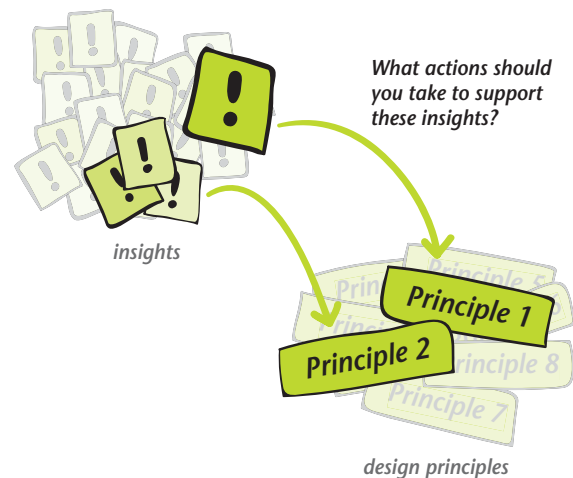 What actions should
you take to support
these insights?
insights
Principle 5
Principle 1
Principle 2
Principle 8
Principle 7
design principles